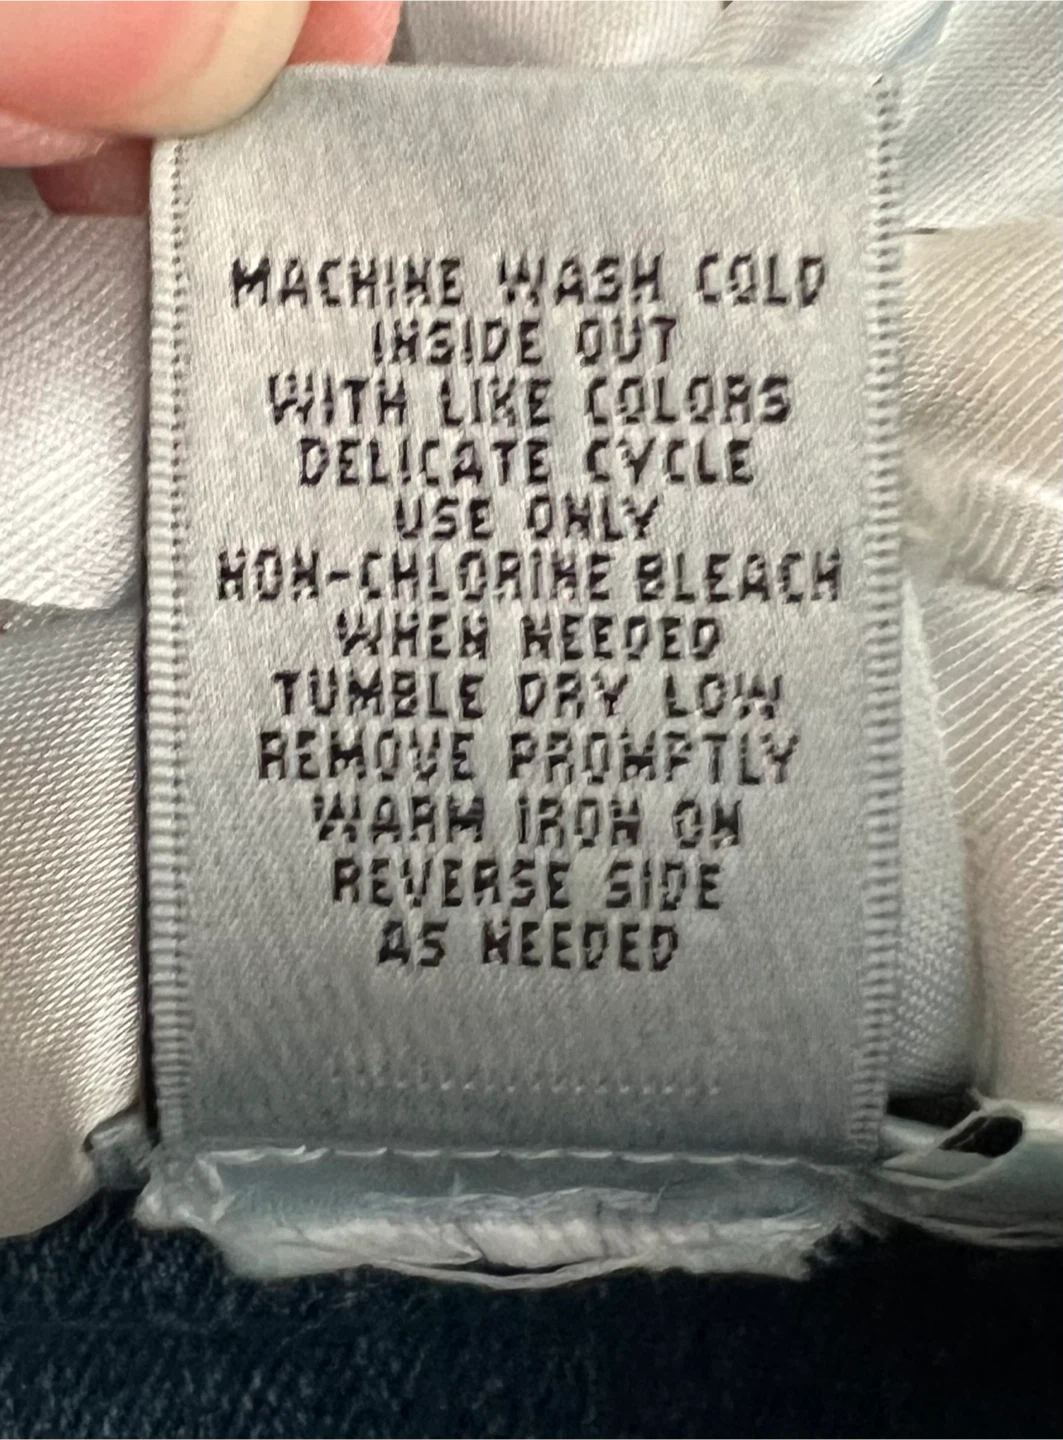 MACHINE WASH COLD
INSIDE OUT
WITH LIKE COLORS
DELICATE CYCLE
USE ONLY
NON-CHLORINE BLEACH
WHEN NEEDED
TUMBLE DRY LOW
REMOVE PROMPTLY
WARM IRON ON
REVERSE SIDE
AS NEEDED